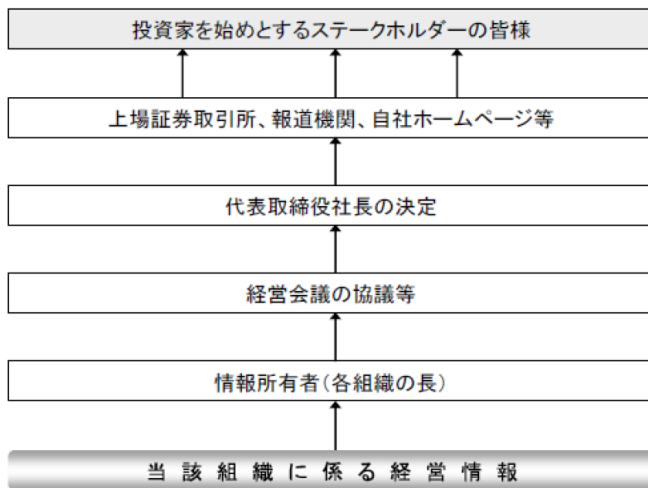 投資家を始めとするステークホルダーの皆様
上場証券取引所、報道機関、自社ホームページ等
代表取締役社長の決定
経営会議の協議等
情報所有者(各組織の長)
当該組織に係る経営情報